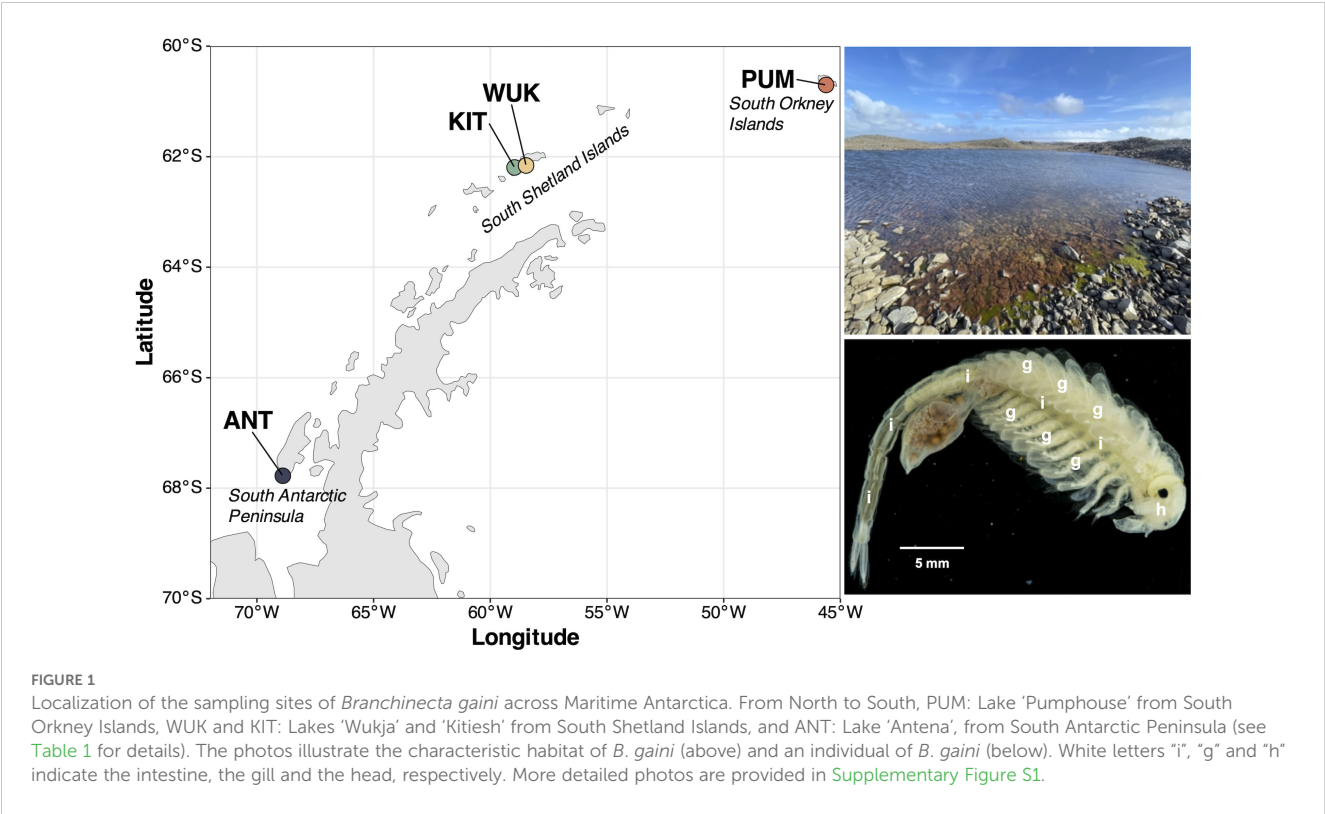 60°S
62°S
64°S
66°S
68°S
70°S
Latitude
70°W
65°W
60°W
55°W
50°W
45°W
Longitude
PUM
South Orkney
Islands
WUK
KIT
South Shetland Islands
ANT
South Antarctic
Peninsula
i
g
g
i
g
g
i
g
i
g
i
h
i
5 mm
FIGURE 1
Localization of the sampling sites of Branchinecta gaini across Maritime Antarctica. From North to South, PUM: Lake ‘Pumphouse’ from South
Orkney Islands, WUK and KIT: Lakes ‘Wukja’ and ‘Kitiesh’ from South Shetland Islands, and ANT: Lake ‘Antena’, from South Antarctic Peninsula (see
Table 1 for details). The photos illustrate the characteristic habitat of B. gaini (above) and an individual of B. gaini (below). White letters “i”, “g” and “h”
indicate the intestine, the gill and the head, respectively. More detailed photos are provided in Supplementary Figure S1.